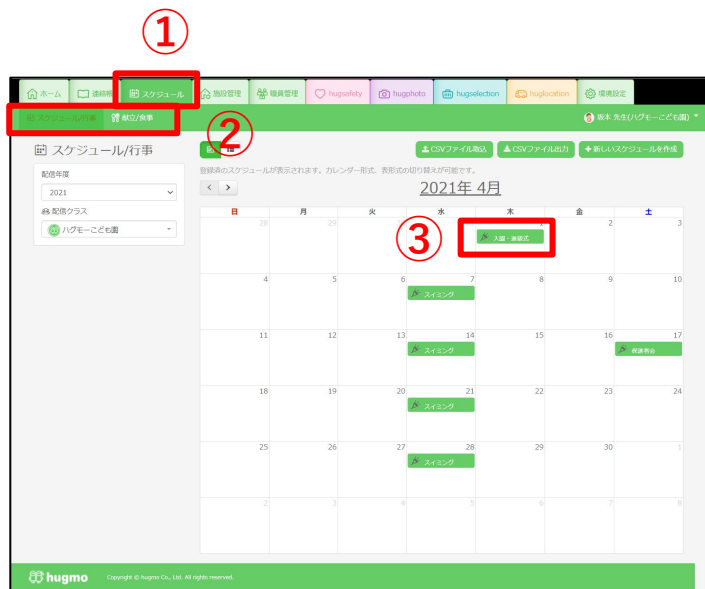 ①
ホーム 連絡帳 スケジュール 施設管理 職員管理 hugsafety hugphoto hugselection huglocation 環境設定
スケジュール/行事 献立/食事 坂本 先生(ハグモーこども園)
②
スケジュール/行事 CSVファイル取込 CSVファイル出力 +新しいスケジュールを作成
登録済のスケジュールが表示されます。カレンダー形式、表形式の切り替えが可能です。
配信年度
2021
< > 2021年 4月
配信クラス
ハグモーこども園
日 月 火 水 木 金 土
28 29 1 2 3
③
入園・進級式
4 5 6 7 8 9 10
スイミング
11 12 13 14 15 16 17
スイミング 保護者会
18 19 20 21 22 23 24
スイミング
25 26 27 28 29 30 1
スイミング
2 3 4 5 6 7 8
hugmo Copyright © hugmo Co., Ltd. All rights reserved.